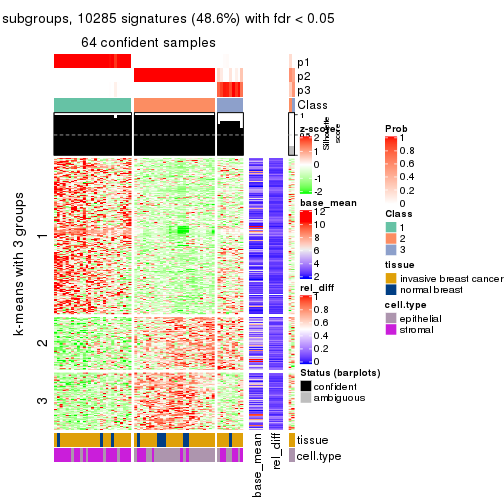 subgroups, 10285 signatures (48.6%) with fdr < 0.05
64 confident samples
p1
p2
p3
Class
1
0.5
0
Silhouette
score
k-means with 3 groups
1
2
3
z-score
2
1
0
-1
-2
base_mean
12
10
8
6
4
2
rel_diff
1
0.8
0.6
0.4
0.2
0
Status (barplots)
confident
ambiguous
Prob
1
0.8
0.6
0.4
0.2
0
Class
1
2
3
tissue
invasive breast cancer
normal breast
cell.type
epithelial
stromal
tissue
cell.type
base_mean
rel_diff